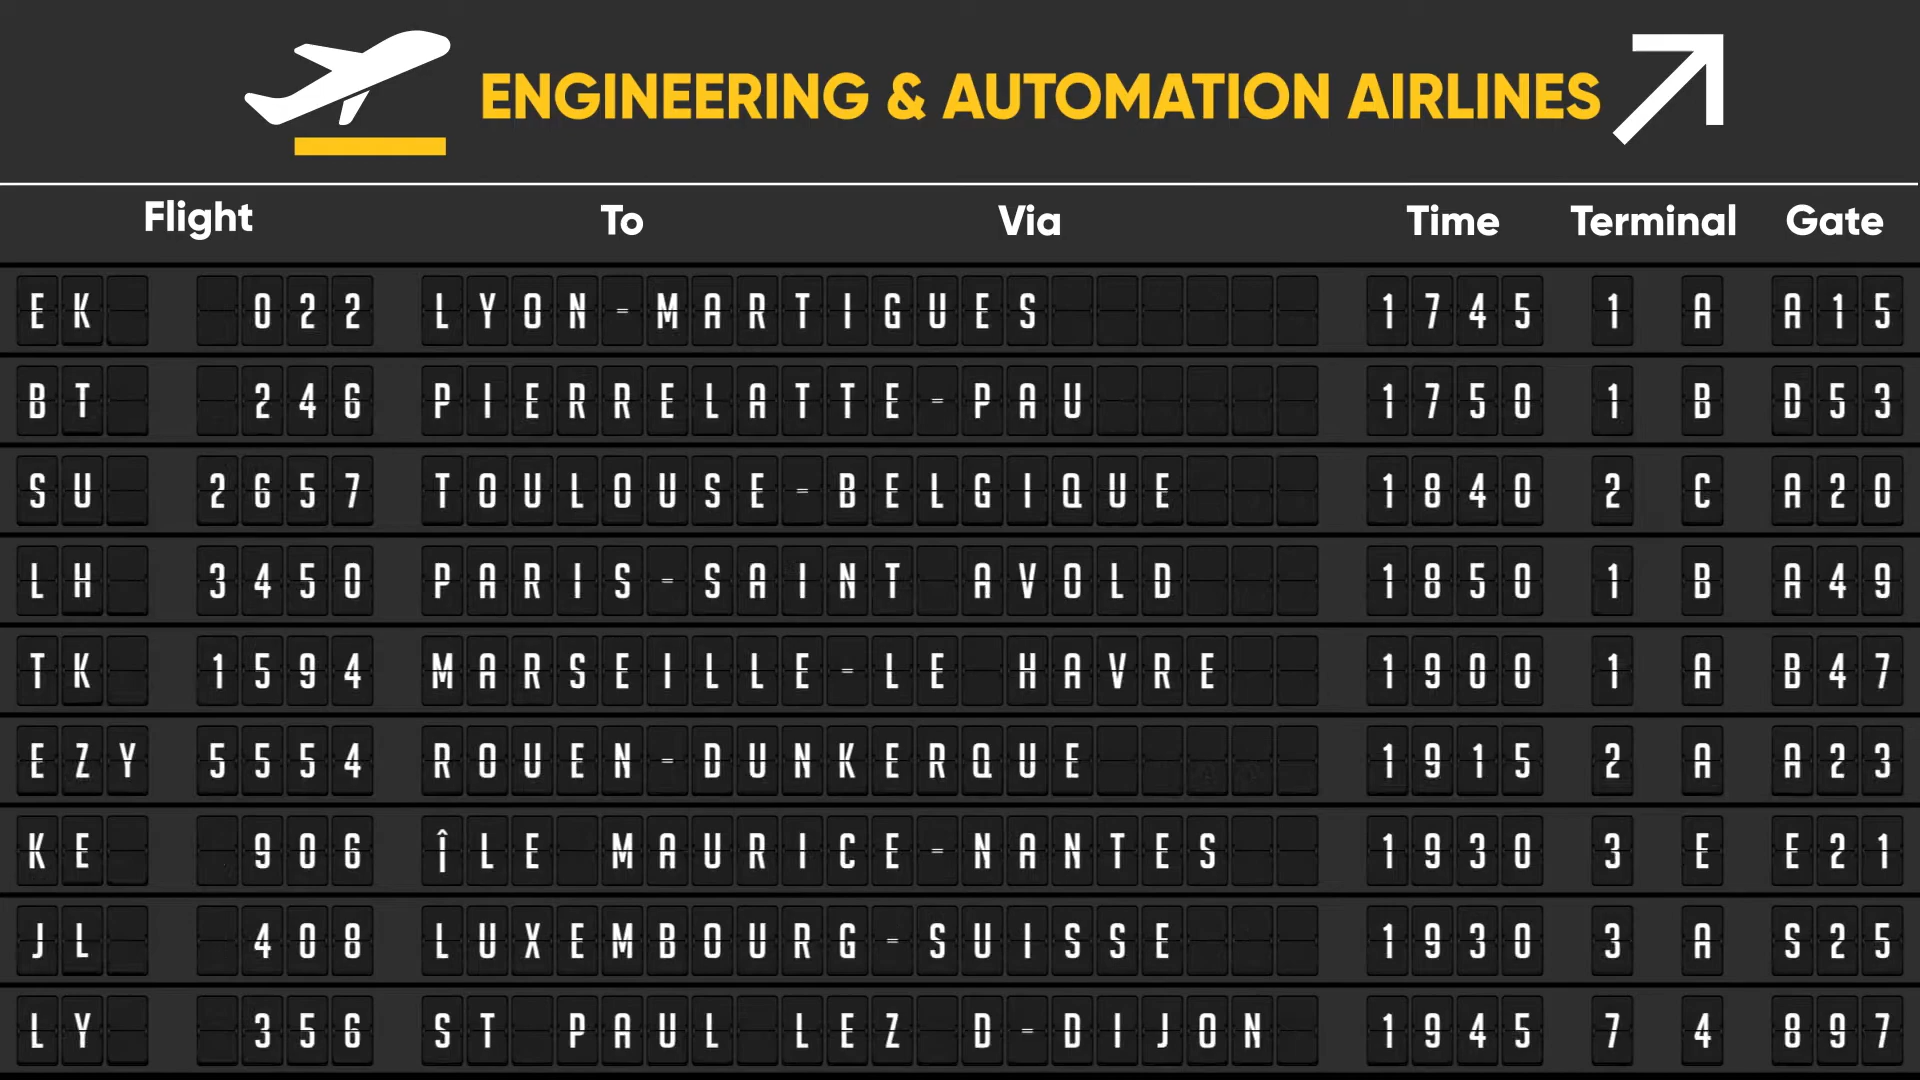 ENGINEERING & AUTOMATION AIRLINES
Flight To Via Time Terminal Gate
EK 022 LYON-MARTIGUES 1745 1 A A15
BT 246 PIERRELATTE-PAU 1750 1 B D53
SU 2657 TOULOUSE-BELGIQUE 1840 2 C A20
LH 3450 PARIS-SAINT AVOLD 1850 1 B A49
TK 1594 MARSEILLE-LE HAVRE 1900 1 A B47
EZY 5554 ROUEN-DUNKERQUE 1915 2 A A23
KE 906 ÎLE MAURICE-NANTES 1930 3 E E21
JL 408 LUXEMBOURG-SUISSE 1930 3 A S25
LY 356 ST PAUL LEZ D-DIJON 1945 7 4 897